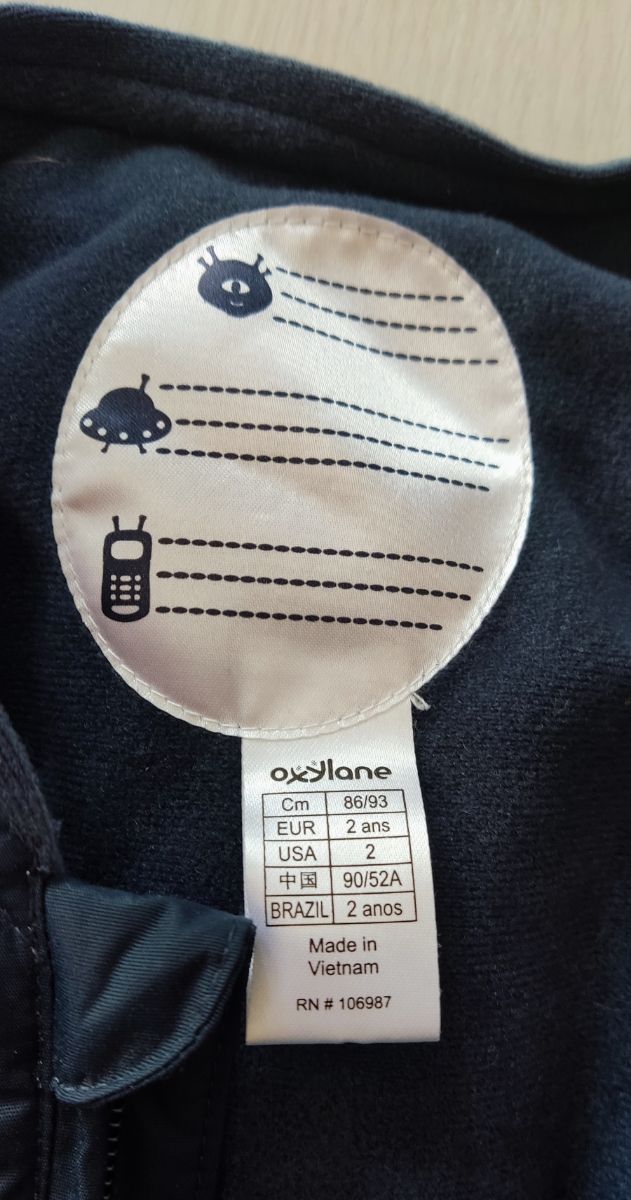 oxylane
Cm 86/93
EUR 2 ans
USA 2
中国 90/52A
BRAZIL 2 anos
Made in
Vietnam
RN # 106987